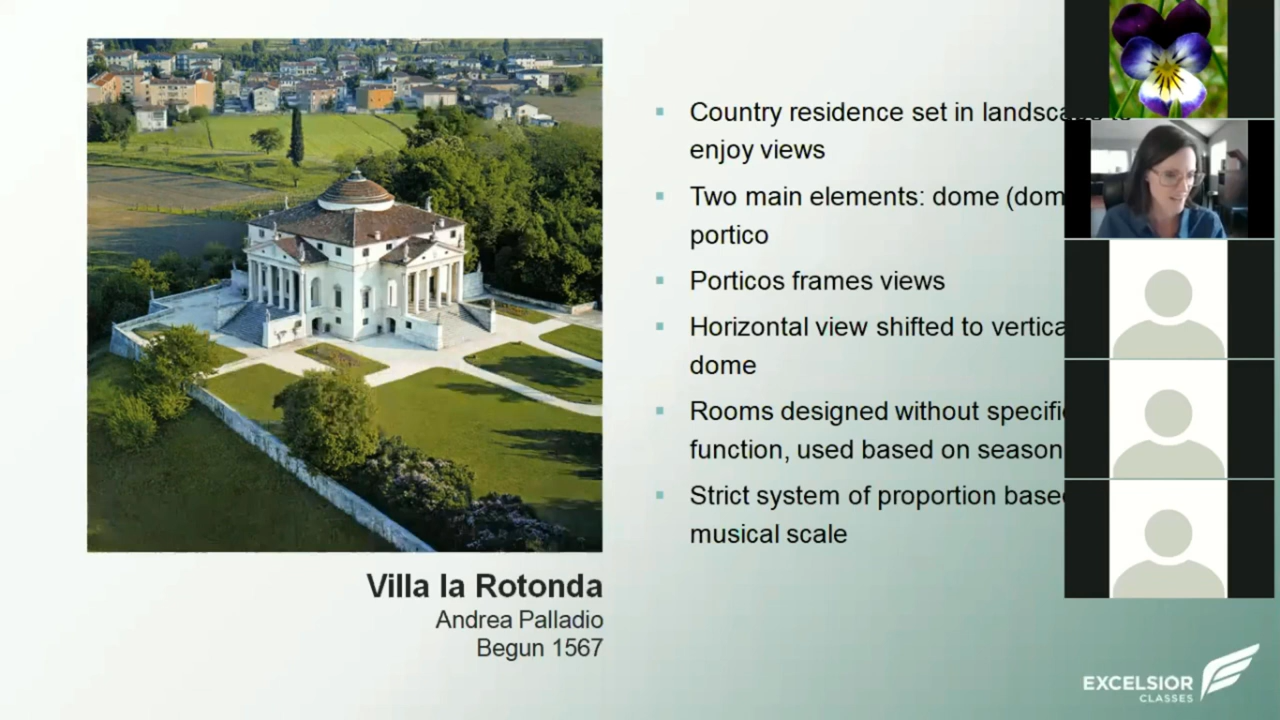 Country residence set in landscape to
enjoy views
Two main elements: dome (dom
portico
Porticos frames views
Horizontal view shifted to vertica
dome
Rooms designed without specific
function, used based on season
Strict system of proportion based
musical scale
Villa la Rotonda
Andrea Palladio
Begun 1567
EXCELSIOR
CLASSES